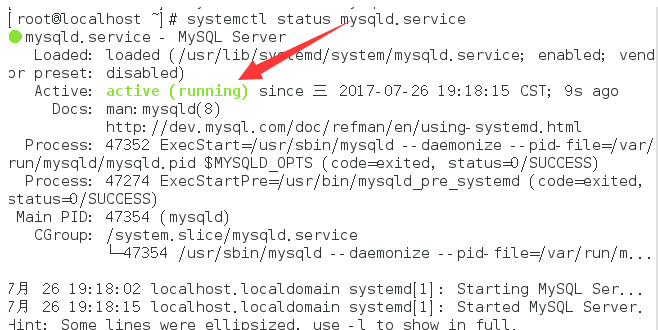 [root@localhost ~]# systemctl status mysqld.service
●mysqld.service - MySQL Server
Loaded: loaded (/usr/lib/systemd/system/mysqld.service; enabled; vend
or preset: disabled)
Active: active (running) since 三 2017-07-26 19:18:15 CST; 9s ago
Docs: man:mysqld(8)
http://dev.mysql.com/doc/refman/en/using-systemd.html
Process: 47352 ExecStart=/usr/sbin/mysqld --daemonize --pid-file=/var/
run/mysqld/mysqld.pid $MYSQLD_OPTS (code=exited, status=0/SUCCESS)
Process: 47274 ExecStartPre=/usr/bin/mysqld_pre_systemd (code=exited,
status=0/SUCCESS)
Main PID: 47354 (mysqld)
CGroup: /system.slice/mysqld.service
└─47354 /usr/sbin/mysqld --daemonize --pid-file=/var/run/m...
7月 26 19:18:02 localhost.localdomain systemd[1]: Starting MySQL Ser...
7月 26 19:18:15 localhost.localdomain systemd[1]: Started MySQL Server.
Hint: Some lines were ellipsized, use -l to show in full.